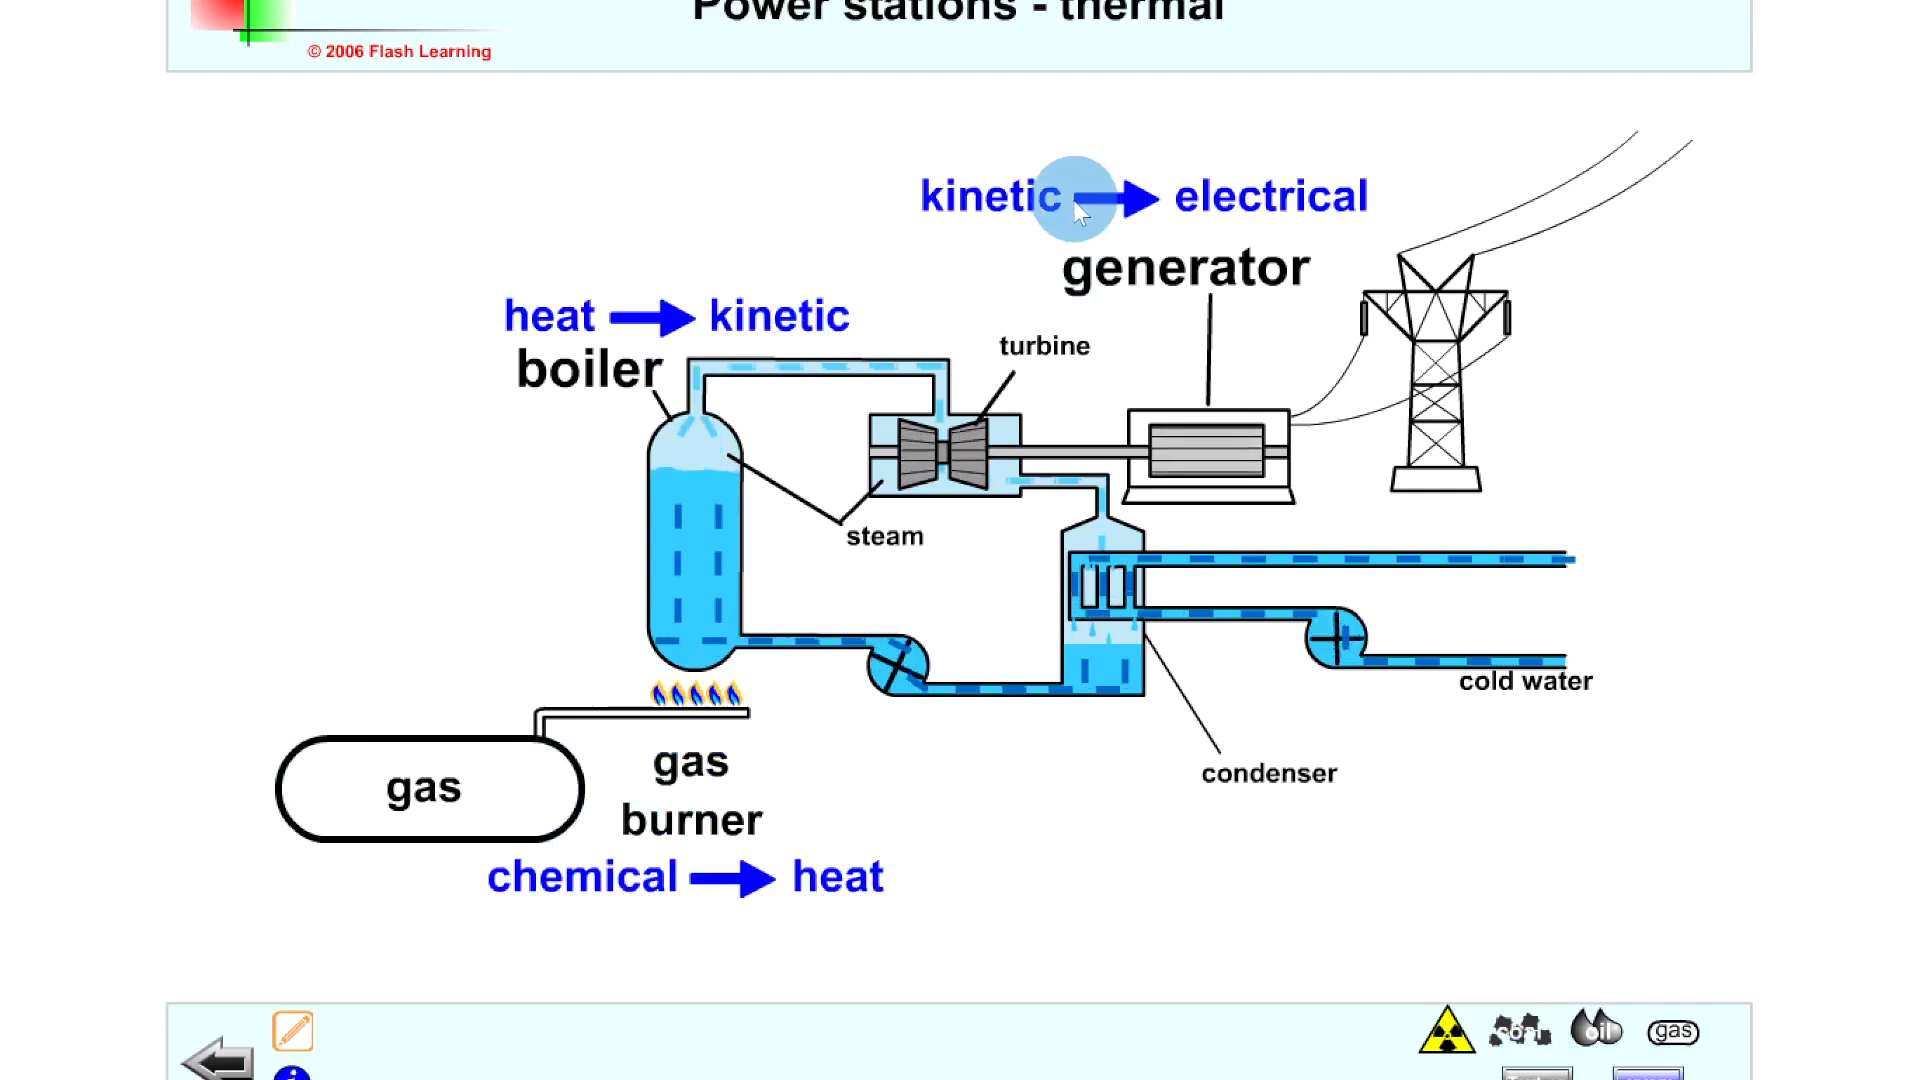 Power stations - thermal
© 2006 Flash Learning
kinetic electrical
generator
heat kinetic
boiler
turbine
steam
cold water
condenser
gas
gas
burner
chemical heat
coal
oil
gas